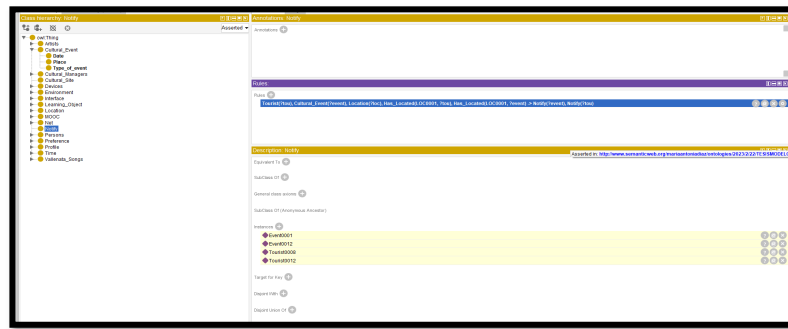 Class hierarchy: Notify
Asserted
owl:Thing
Artists
Cultural_Event
Date
Place
Type_of_event
Cultural_Managers
Cultural_Site
Devices
Environment
Interface
Learning_Object
Location
MOOC
Net
Notify
Persons
Preference
Profile
Time
Vallenata_Songs
Annotations: Notify
Annotations
Rules:
Rules
Tourist(?tou), Cultural_Event(?event), Location(?loc), Has_Located(LOC0001, ?tou), Has_Located(LOC0001, ?event) -> Notify(?event), Notify(?tou)
Description: Notify
Asserted in: http://www.semanticweb.org/mariaantoniadiaz/ontologies/2023/2/22/TESISMODELO
Equivalent To
SubClass Of
General class axioms
SubClass Of (Anonymous Ancestor)
Instances
Event0001
Event0012
Tourist0008
Tourist0012
Target for Key
Disjoint With
Disjoint Union Of